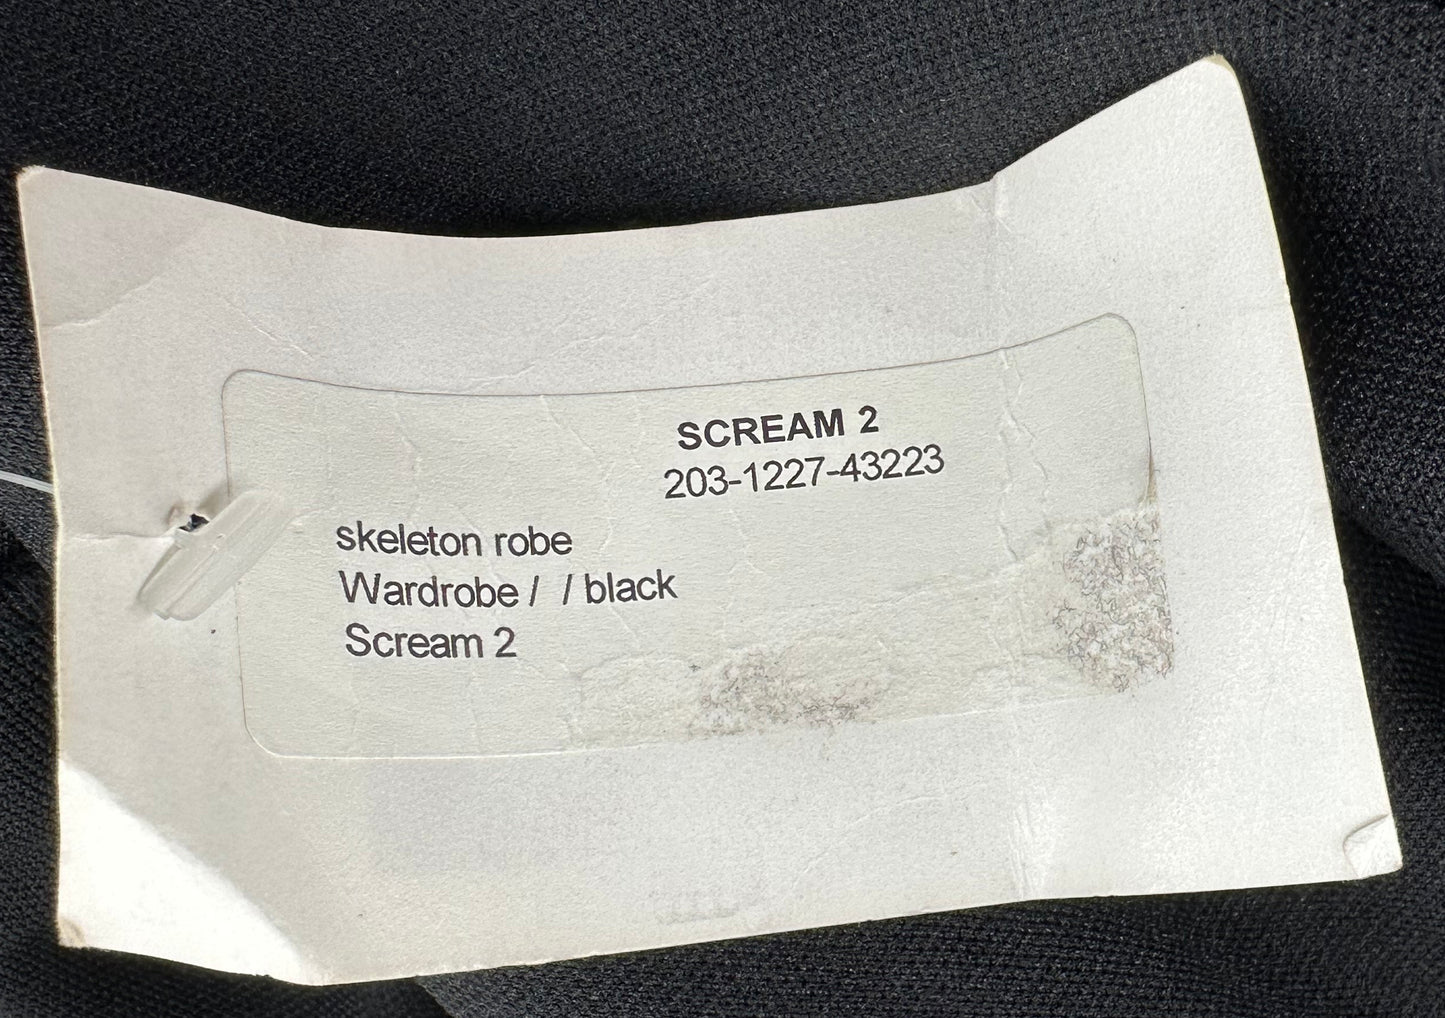 SCREAM 2
203-1227-43223
skeleton robe
Wardrobe /  / black
Scream 2